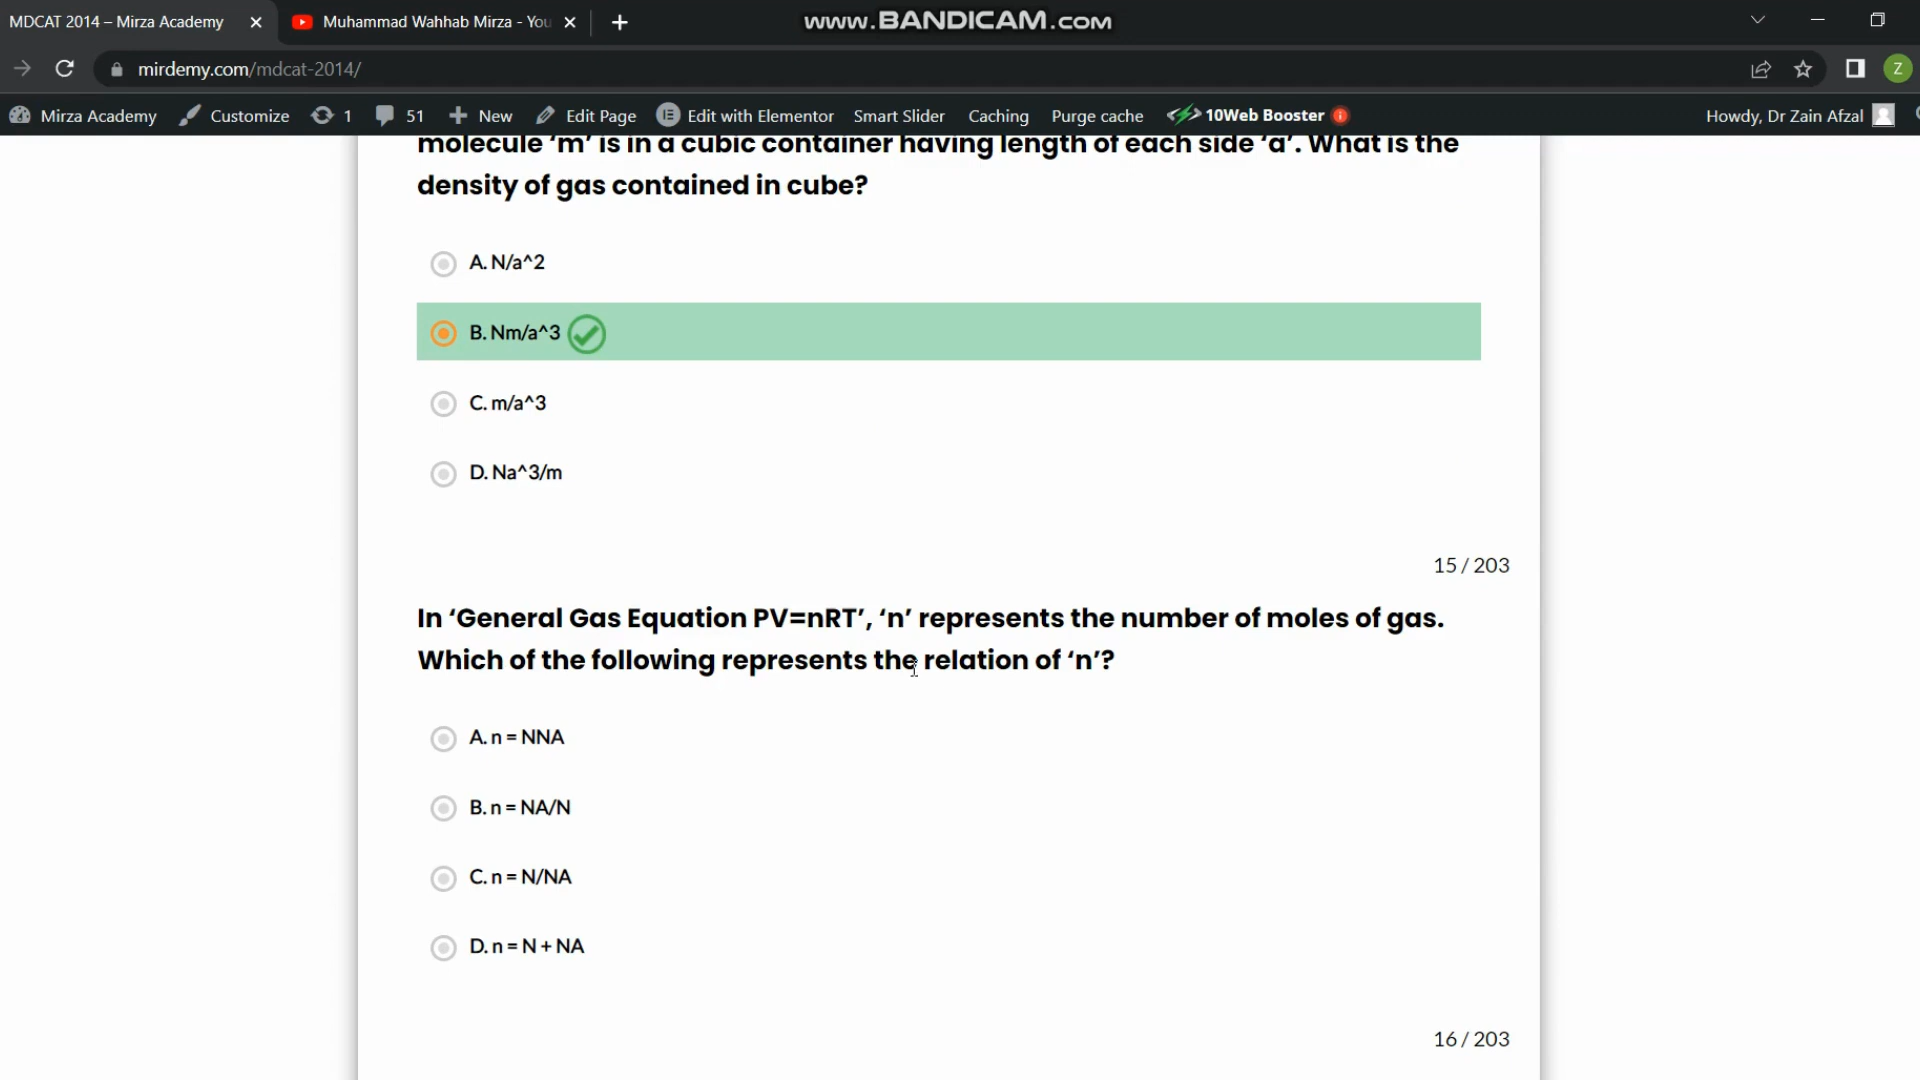 MDCAT 2014 – Mirza Academy
Muhammad Wahhab Mirza - You
www.BANDICAM.com
mirdemy.com/mdcat-2014/
Z
Mirza Academy
Customize
1
51
New
Edit Page
Edit with Elementor
Smart Slider
Caching
Purge cache
10Web Booster
Howdy, Dr Zain Afzal
molecule ‘m’ is in a cubic container having length of each side ‘a’. What is the
density of gas contained in cube?
A. N/a^2
B. Nm/a^3
C. m/a^3
D. Na^3/m
15 / 203
In ‘General Gas Equation PV=nRT’, ‘n’ represents the number of moles of gas.
Which of the following represents the relation of ‘n’?
A. n = NNA
B. n = NA/N
C. n = N/NA
D. n = N + NA
16 / 203